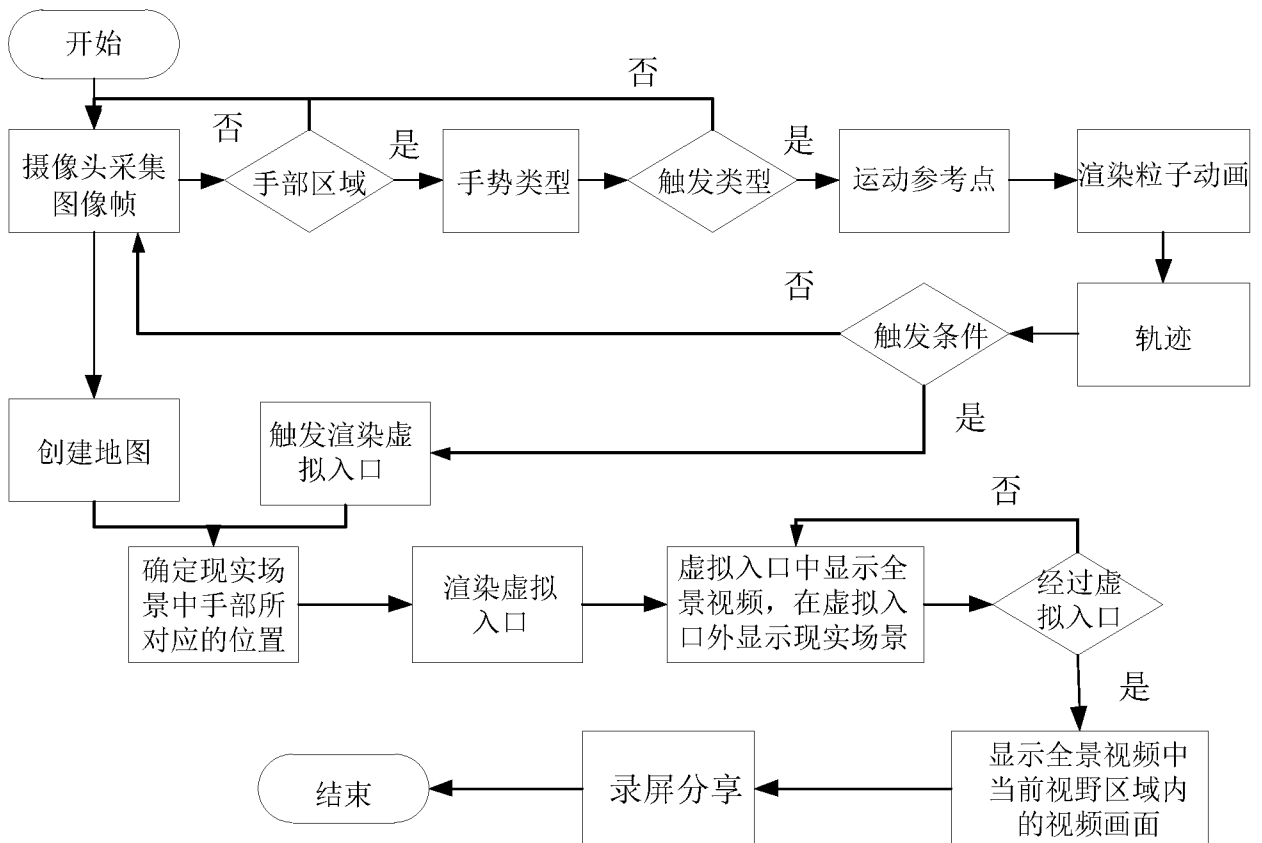 开始
否
否
是
是
摄像头采集
图像帧
手部区域
手势类型
触发类型
运动参考点
渲染粒子动画
否
触发条件
轨迹
是
创建地图
触发渲染虚
拟入口
否
确定现实场
景中手部所
对应的位置
渲染虚拟
入口
虚拟入口中显示全
景视频，在虚拟入
口外显示现实场景
经过虚
拟入口
是
显示全景视频中
当前视野区域内
的视频画面
录屏分享
结束